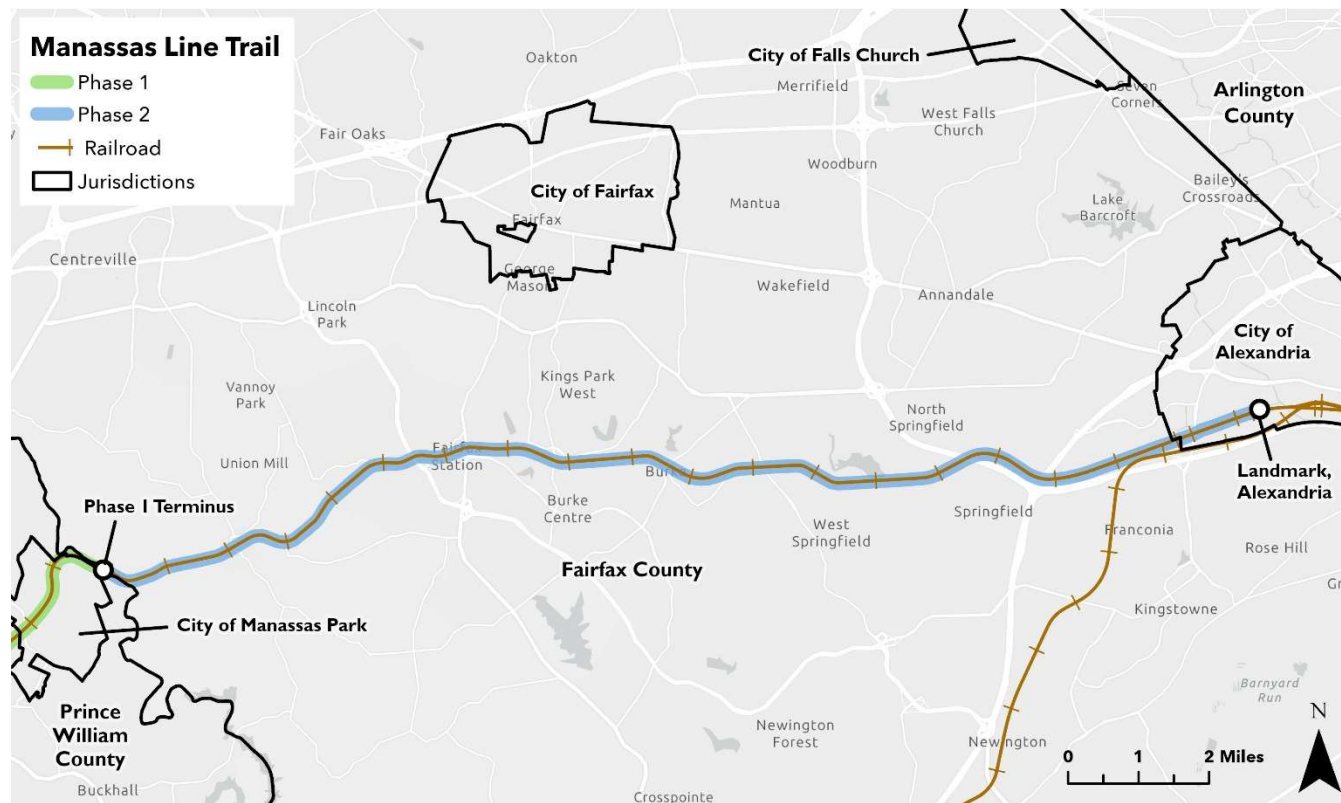 Manassas Line Trail
Phase 1
Phase 2
Railroad
Jurisdictions
Oakton
City of Falls Church
Merrifield
Seven
Corners
Arlington
County
Fair Oaks
West Falls
Church
Woodburn
City of Fairfax
Fairfax
Mantua
Lake
Barcroft
Bailey's
Crossroads
Centreville
George
Mason
Wakefield
Annandale
Lincoln
Park
City of
Alexandria
Vannoy
Park
Kings Park
West
North
Springfield
Union Mill
Station
Landmark,
Alexandria
Phase 1 Terminus
Burke
Centre
West
Springfield
Springfield
Franconia
Rose Hill
Fairfax County
Kingstowne
City of Manassas Park
Barnyard
Run
Prince
William
County
Newington
Forest
Newington
N
0 1 2 Miles
Buckhall
Crosspointe